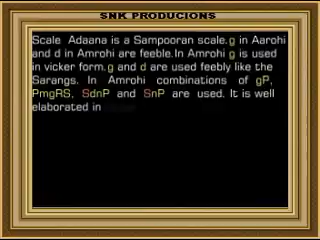 SNK PRODUCIONS
Scale Adaana is a Sampooran scale.g in Aarohi
and d in Amrohi are feeble.In Amrohi g is used
in vicker form.g and d are used feebly like the
Sarangs. In Amrohi combinations of gP,
PmgRS, SdnP and SnP are used. It is well
elaborated in